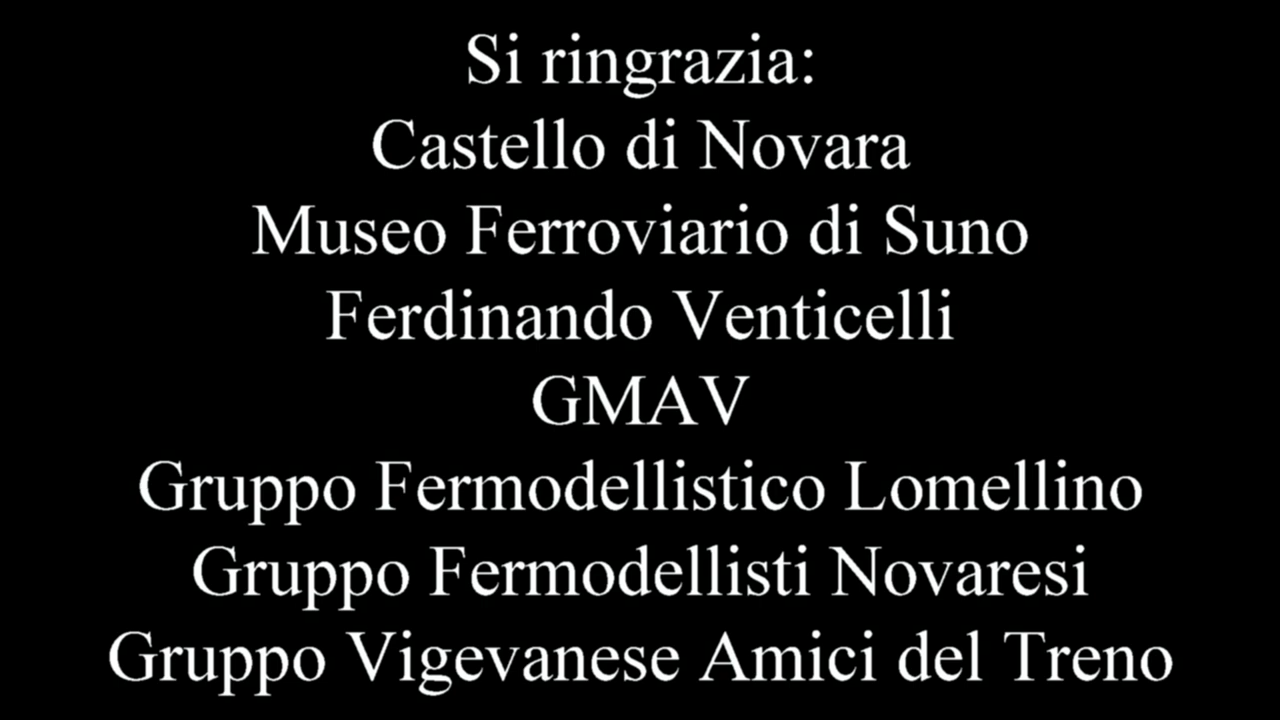 Si ringrazia:
Castello di Novara
Museo Ferroviario di Suno
Ferdinando Venticelli
GMAV
Gruppo Fermodellistico Lomellino
Gruppo Fermodellisti Novaresi
Gruppo Vigevanese Amici del Treno